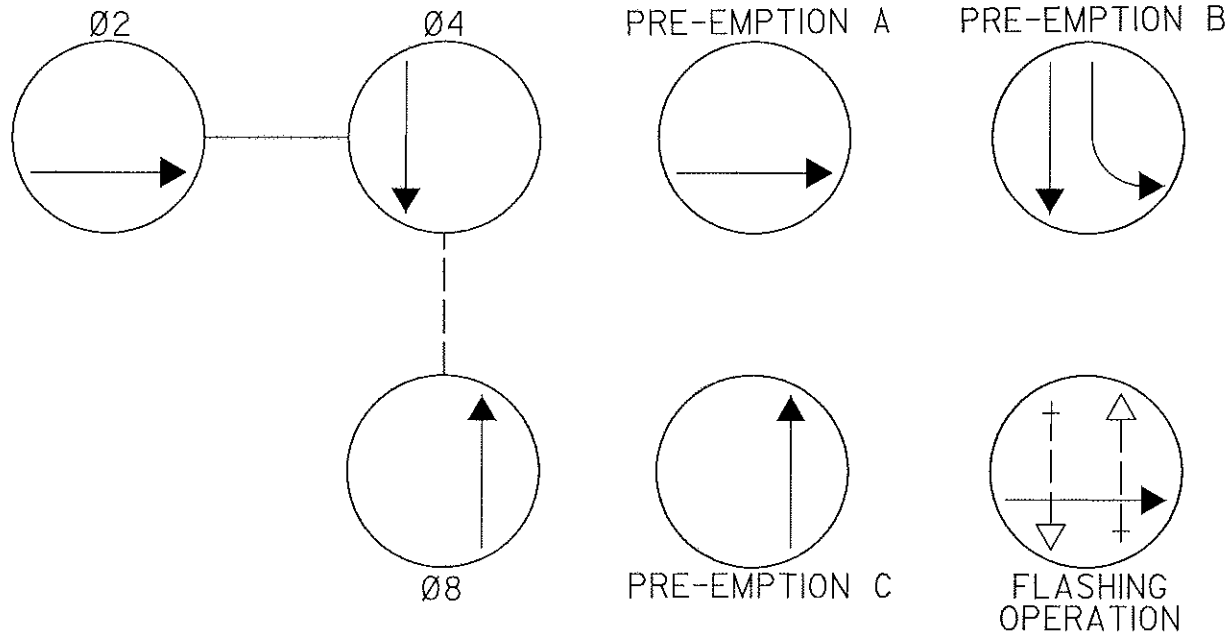 Ø2
Ø4
PRE-EMPTION A
PRE-EMPTION B
Ø8
PRE-EMPTION C
FLASHING
OPERATION